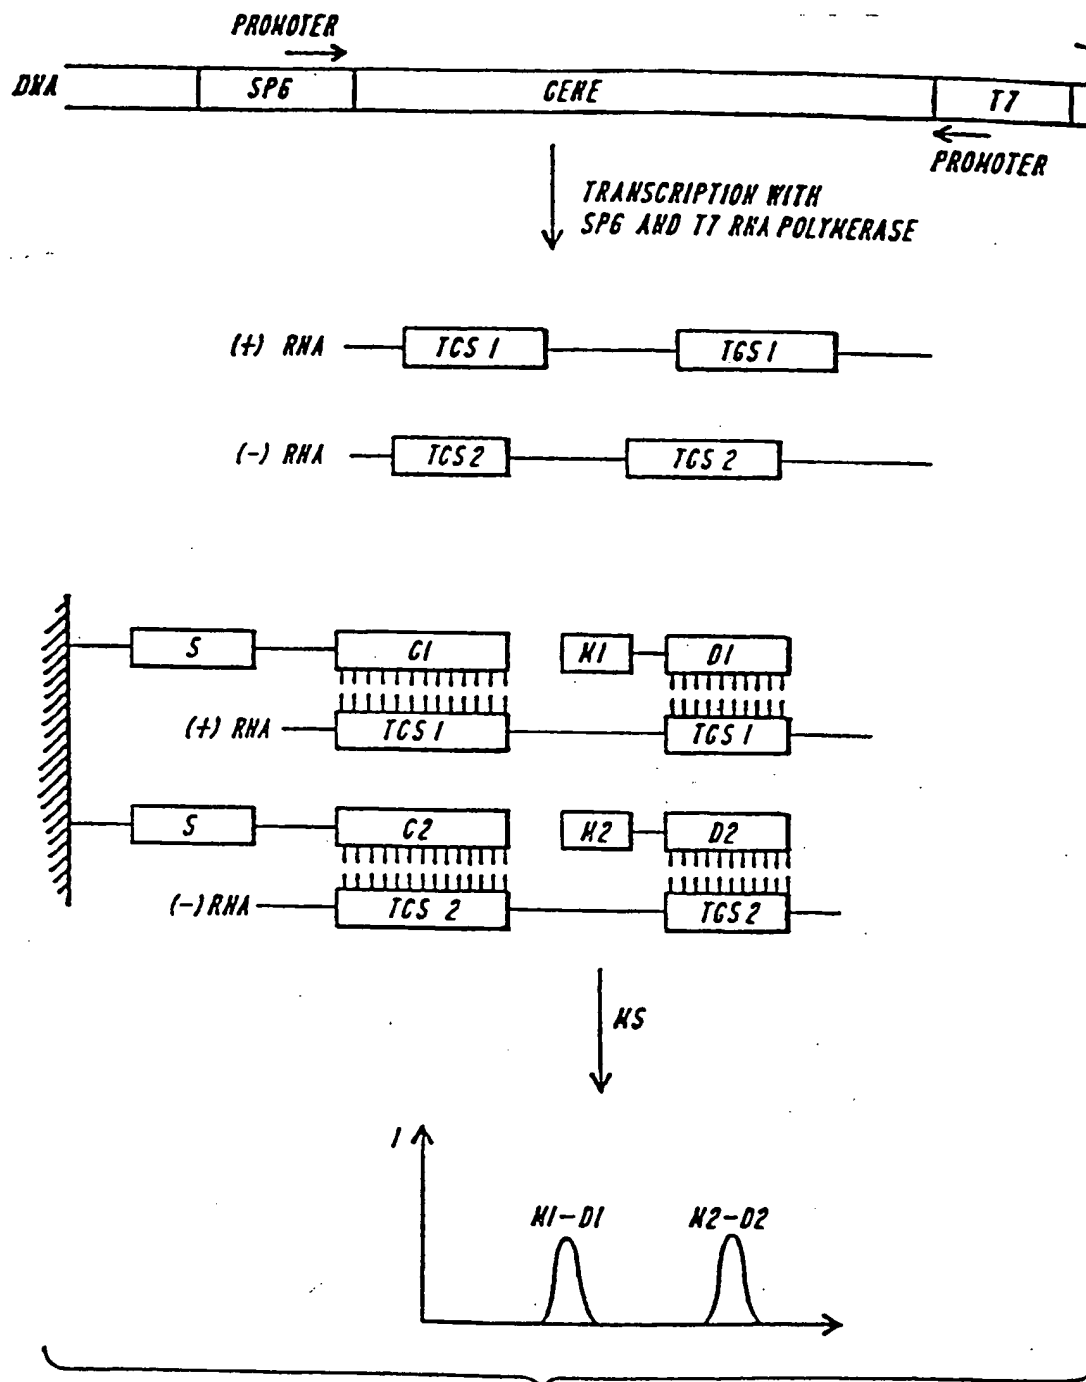 PROMOTER
DNA SP6 GENE T7
PROMOTER
TRANSCRIPTION WITH
SP6 AND T7 RNA POLYMERASE
(+) RNA TCS 1 TGS 1
(-) RNA TCS 2 TCS 2
S C1 M1 D1
(+) RNA TCS 1 TGS 1
S C2 M2 D2
(-) RNA TCS 2 TGS 2
MS
I
M1-D1 M2-D2